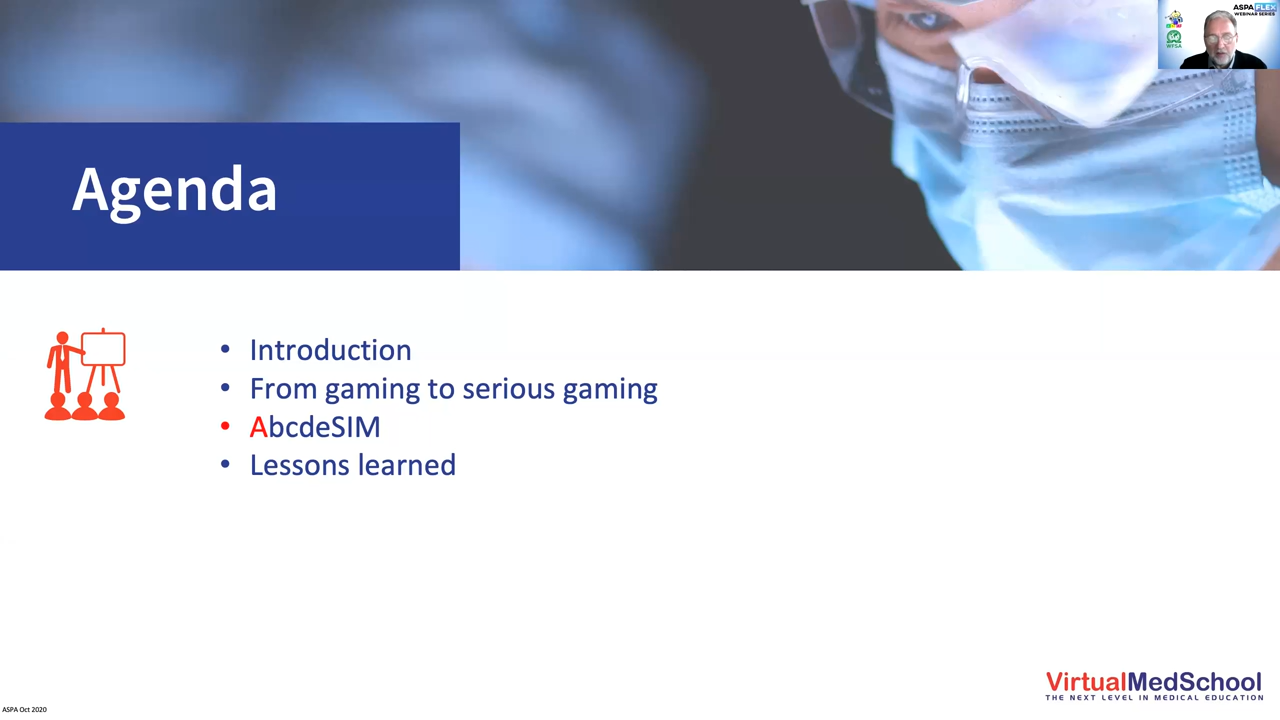 ASPA FLEX
WEBINAR SERIES
WFSA
Agenda
• Introduction
• From gaming to serious gaming
• AbcdeSIM
• Lessons learned
VirtualMedSchool
THE NEXT LEVEL IN MEDICAL EDUCATION
ASPA Oct 2020